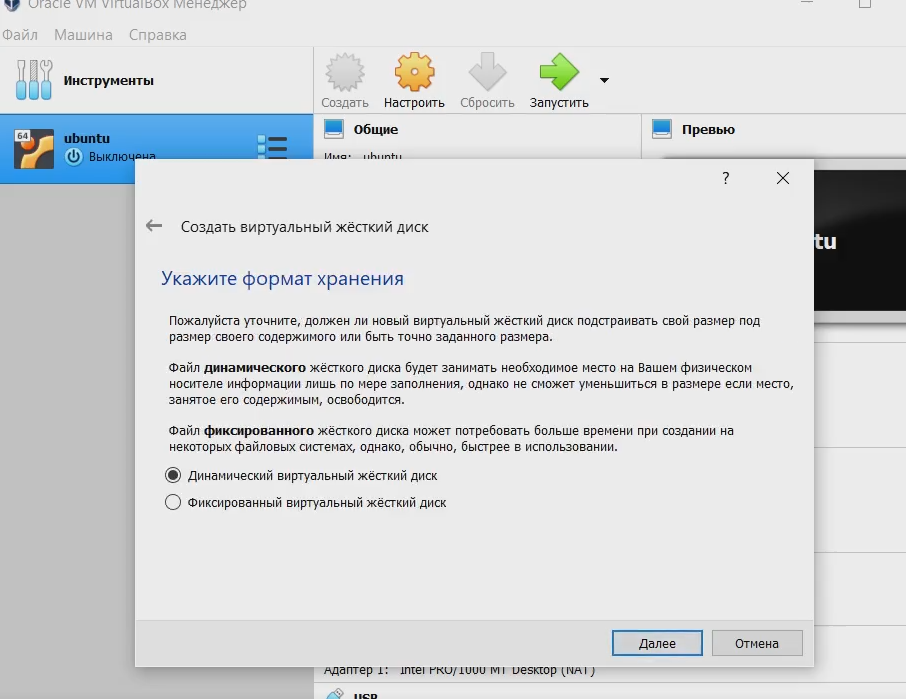 Oracle VM VirtualBox Менеджер
Файл Машина Справка
Инструменты
Создать Настроить Сбросить Запустить
64
ubuntu
Выключена
Общие
Превью
Имя: ubuntu
tu
?
Создать виртуальный жёсткий диск
Укажите формат хранения
Пожалуйста уточните, должен ли новый виртуальный жёсткий диск подстраивать свой размер под
размер своего содержимого или быть точно заданного размера.
Файл динамического жёсткого диска будет занимать необходимое место на Вашем физическом
носителе информации лишь по мере заполнения, однако не сможет уменьшиться в размере если место,
занятое его содержимым, освободится.
Файл фиксированного жёсткого диска может потребовать больше времени при создании на
некоторых файловых системах, однако, обычно, быстрее в использовании.
Динамический виртуальный жёсткий диск
Фиксированный виртуальный жёсткий диск
Далее Отмена
Адаптер 1: Intel PRO/1000 MT Desktop (NAT)
USB